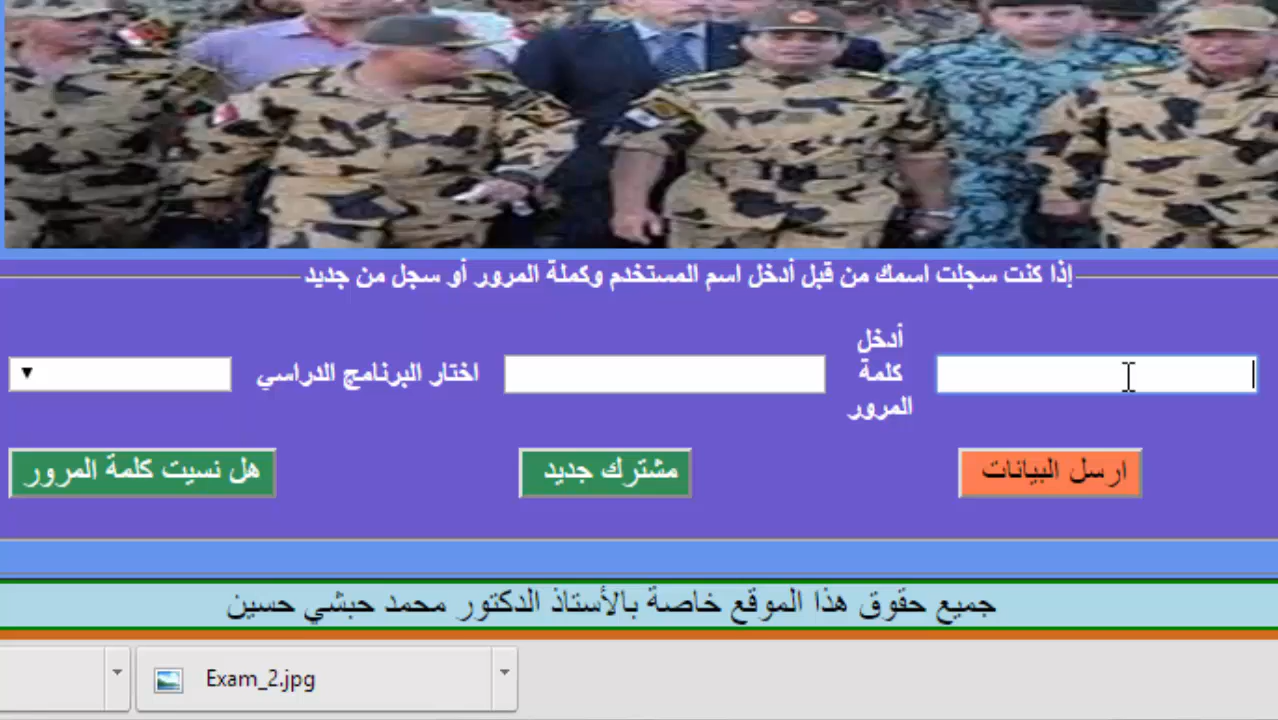 إذا كنت سجلت اسمك من قبل أدخل اسم المستخدم وكملة المرور أو سجل من جديد
أدخل
كلمة
المرور
اختار البرنامج الدراسي
ارسل البيانات
مشترك جديد
هل نسيت كلمة المرور
جميع حقوق هذا الموقع خاصة بالأستاذ الدكتور محمد حبشي حسين
Exam_2.jpg